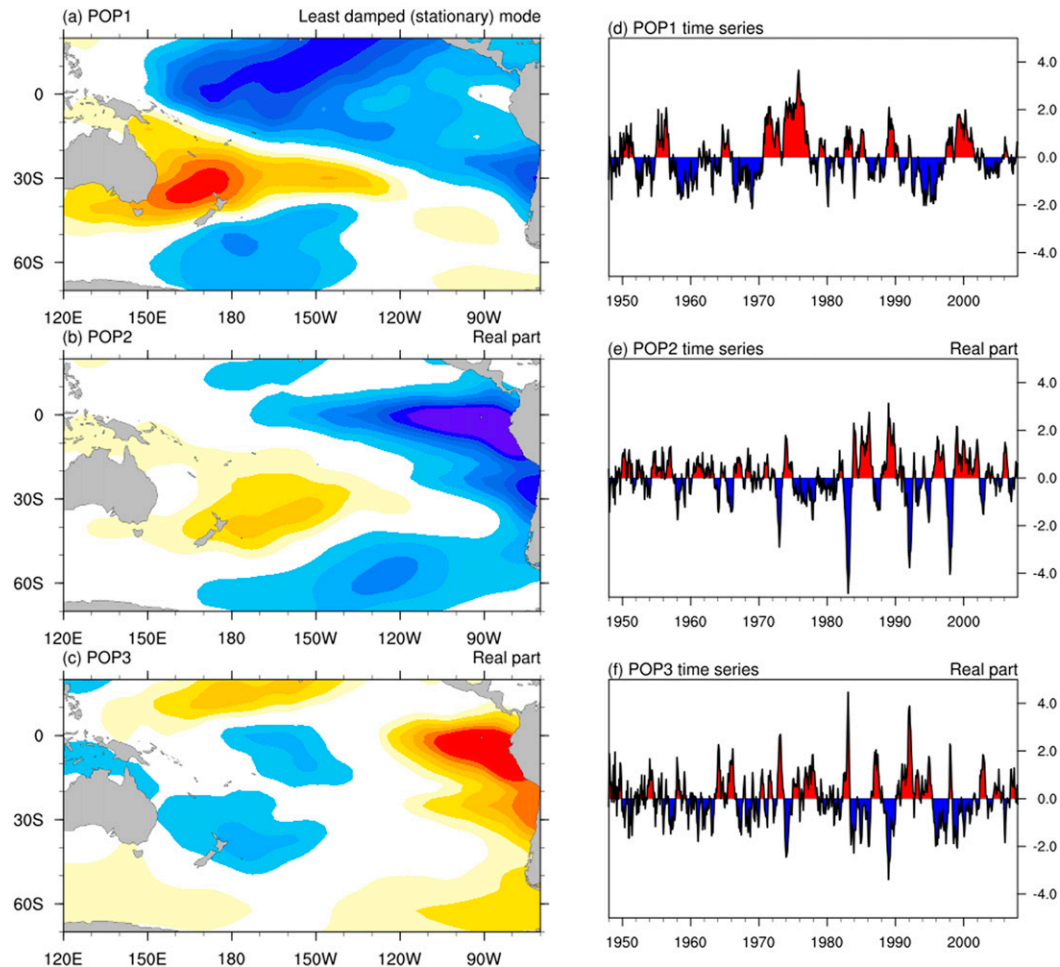 (a) POP1 Least damped (stationary) mode
0
30S
60S
120E 150E 180 150W 120W 90W
(b) POP2 Real part
0
30S
60S
120E 150E 180 150W 120W 90W
(c) POP3 Real part
0
30S
60S
120E 150E 180 150W 120W 90W
(d) POP1 time series
4.0
2.0
0.0
-2.0
-4.0
1950 1960 1970 1980 1990 2000
(e) POP2 time series Real part
4.0
2.0
0.0
-2.0
-4.0
1950 1960 1970 1980 1990 2000
(f) POP3 time series Real part
4.0
2.0
0.0
-2.0
-4.0
1950 1960 1970 1980 1990 2000